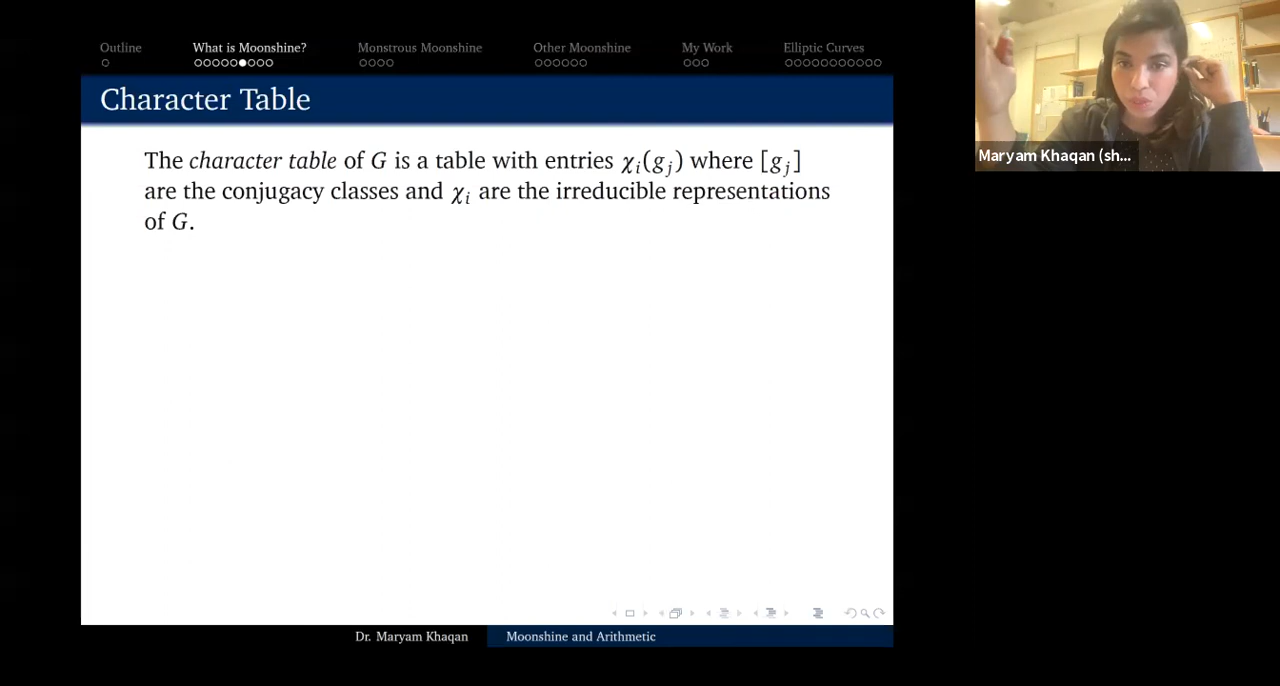 Outline
What is Moonshine?
Monstrous Moonshine
Other Moonshine
My Work
Elliptic Curves
Character Table
The character table of G is a table with entries χᵢ(gⱼ) where [gⱼ]
are the conjugacy classes and χᵢ are the irreducible representations
of G.
Dr. Maryam Khaqan
Moonshine and Arithmetic
Maryam Khaqan (sh...